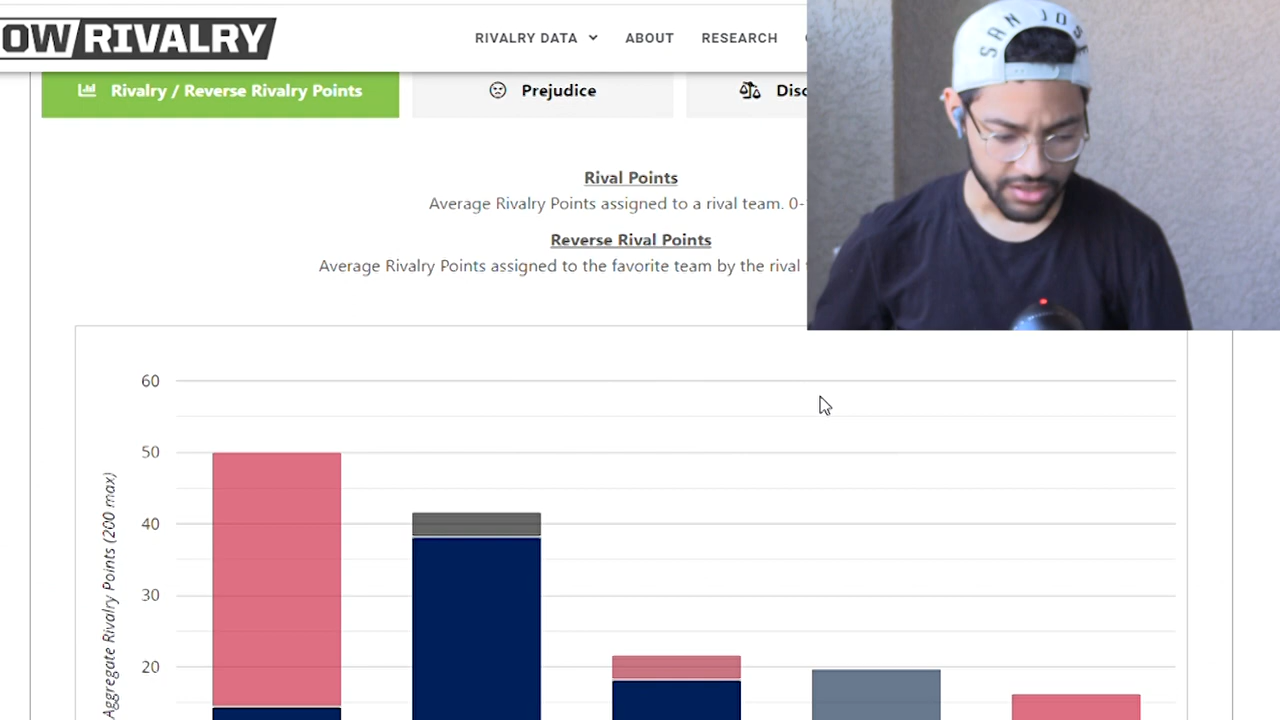 OW RIVALRY
RIVALRY DATA
ABOUT
RESEARCH
Rivalry / Reverse Rivalry Points
Prejudice
SAN JOSE
Rival Points
Average Rivalry Points assigned to a rival team. 0-
Reverse Rival Points
Average Rivalry Points assigned to the favorite team by the rival
60
50
40
30
20
Aggregate Rivalry Points (200 max)